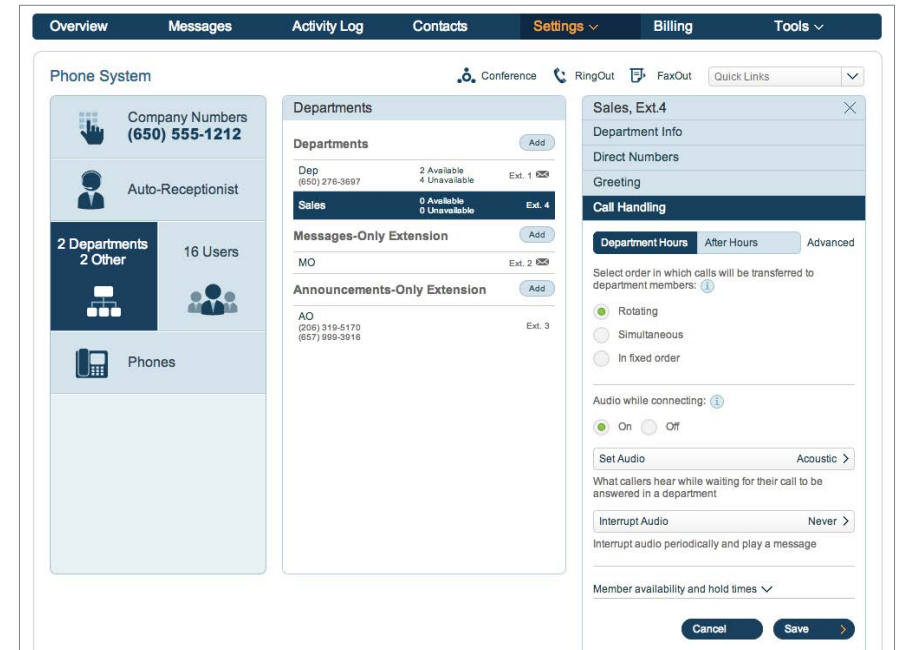 Overview Messages Activity Log Contacts Settings Billing Tools
Phone System
Conference RingOut FaxOut Quick Links
Company Numbers
(650) 555-1212
Auto-Receptionist
2 Departments
2 Other
16 Users
Phones
Departments
Departments Add
Dep 2 Available Ext. 1
(650) 276-3697 4 Unavailable
Sales 0 Available Ext. 4
0 Unavailable
Messages-Only Extension Add
MO Ext. 2
Announcements-Only Extension Add
AO
(206) 319-5170 Ext. 3
(657) 999-3916
Sales, Ext.4
Department Info
Direct Numbers
Greeting
Call Handling
Department Hours After Hours Advanced
Select order in which calls will be transferred to
department members: i
Rotating
Simultaneous
In fixed order
Audio while connecting: i
On Off
Set Audio Acoustic
What callers hear while waiting for their call to be
answered in a department
Interrupt Audio Never
Interrupt audio periodically and play a message
Member availability and hold times
Cancel Save